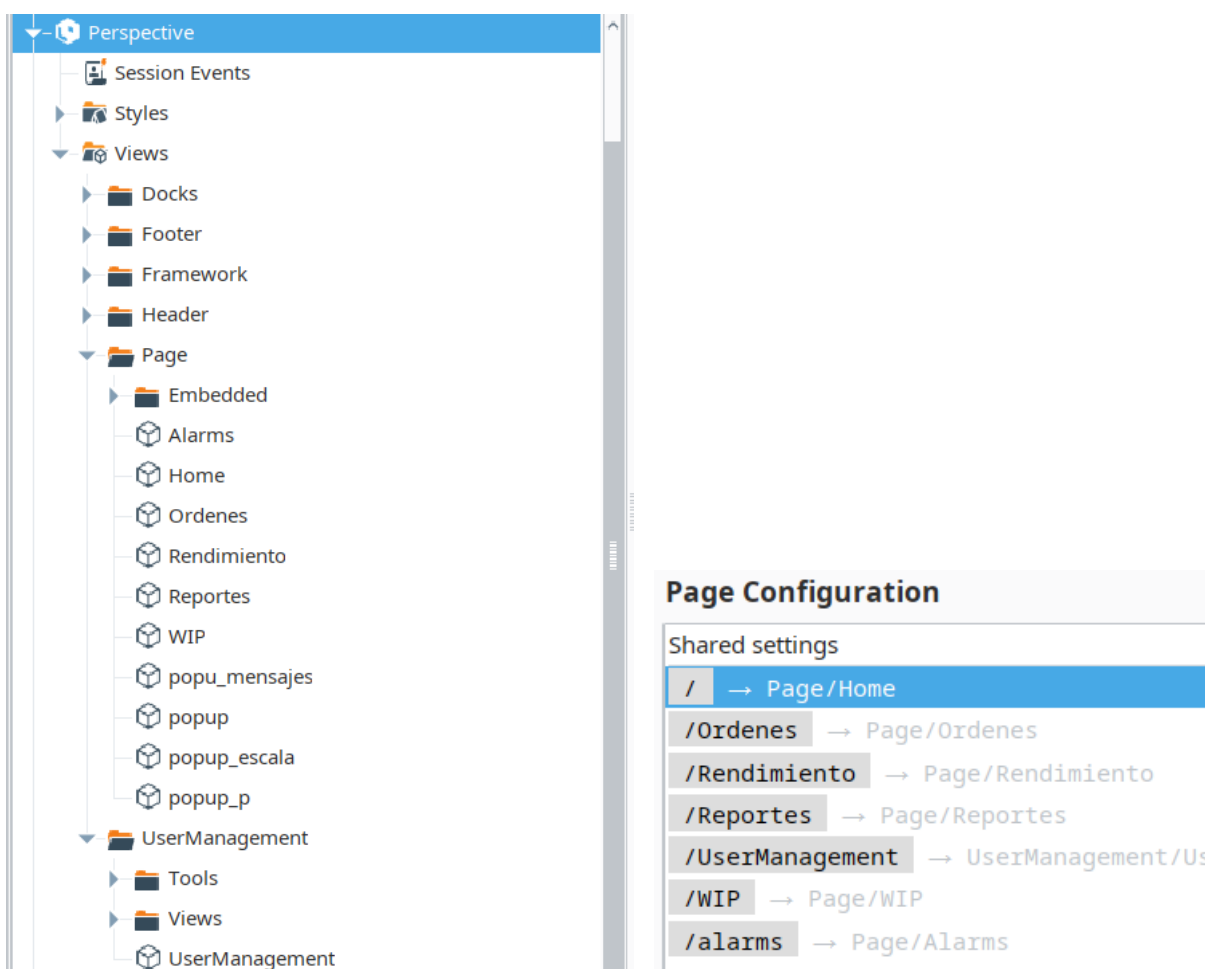 Perspective
Session Events
Styles
Views
Docks
Footer
Framework
Header
Page
Embedded
Alarms
Home
Ordenes
Rendimiento
Reportes
WIP
popu_mensajes
popup
popup_escala
popup_p
UserManagement
Tools
Views
UserManagement
Page Configuration
Shared settings
/ → Page/Home
/Ordenes → Page/Ordenes
/Rendimiento → Page/Rendimiento
/Reportes → Page/Reportes
/UserManagement → UserManagement/Us
/WIP → Page/WIP
/alarms → Page/Alarms